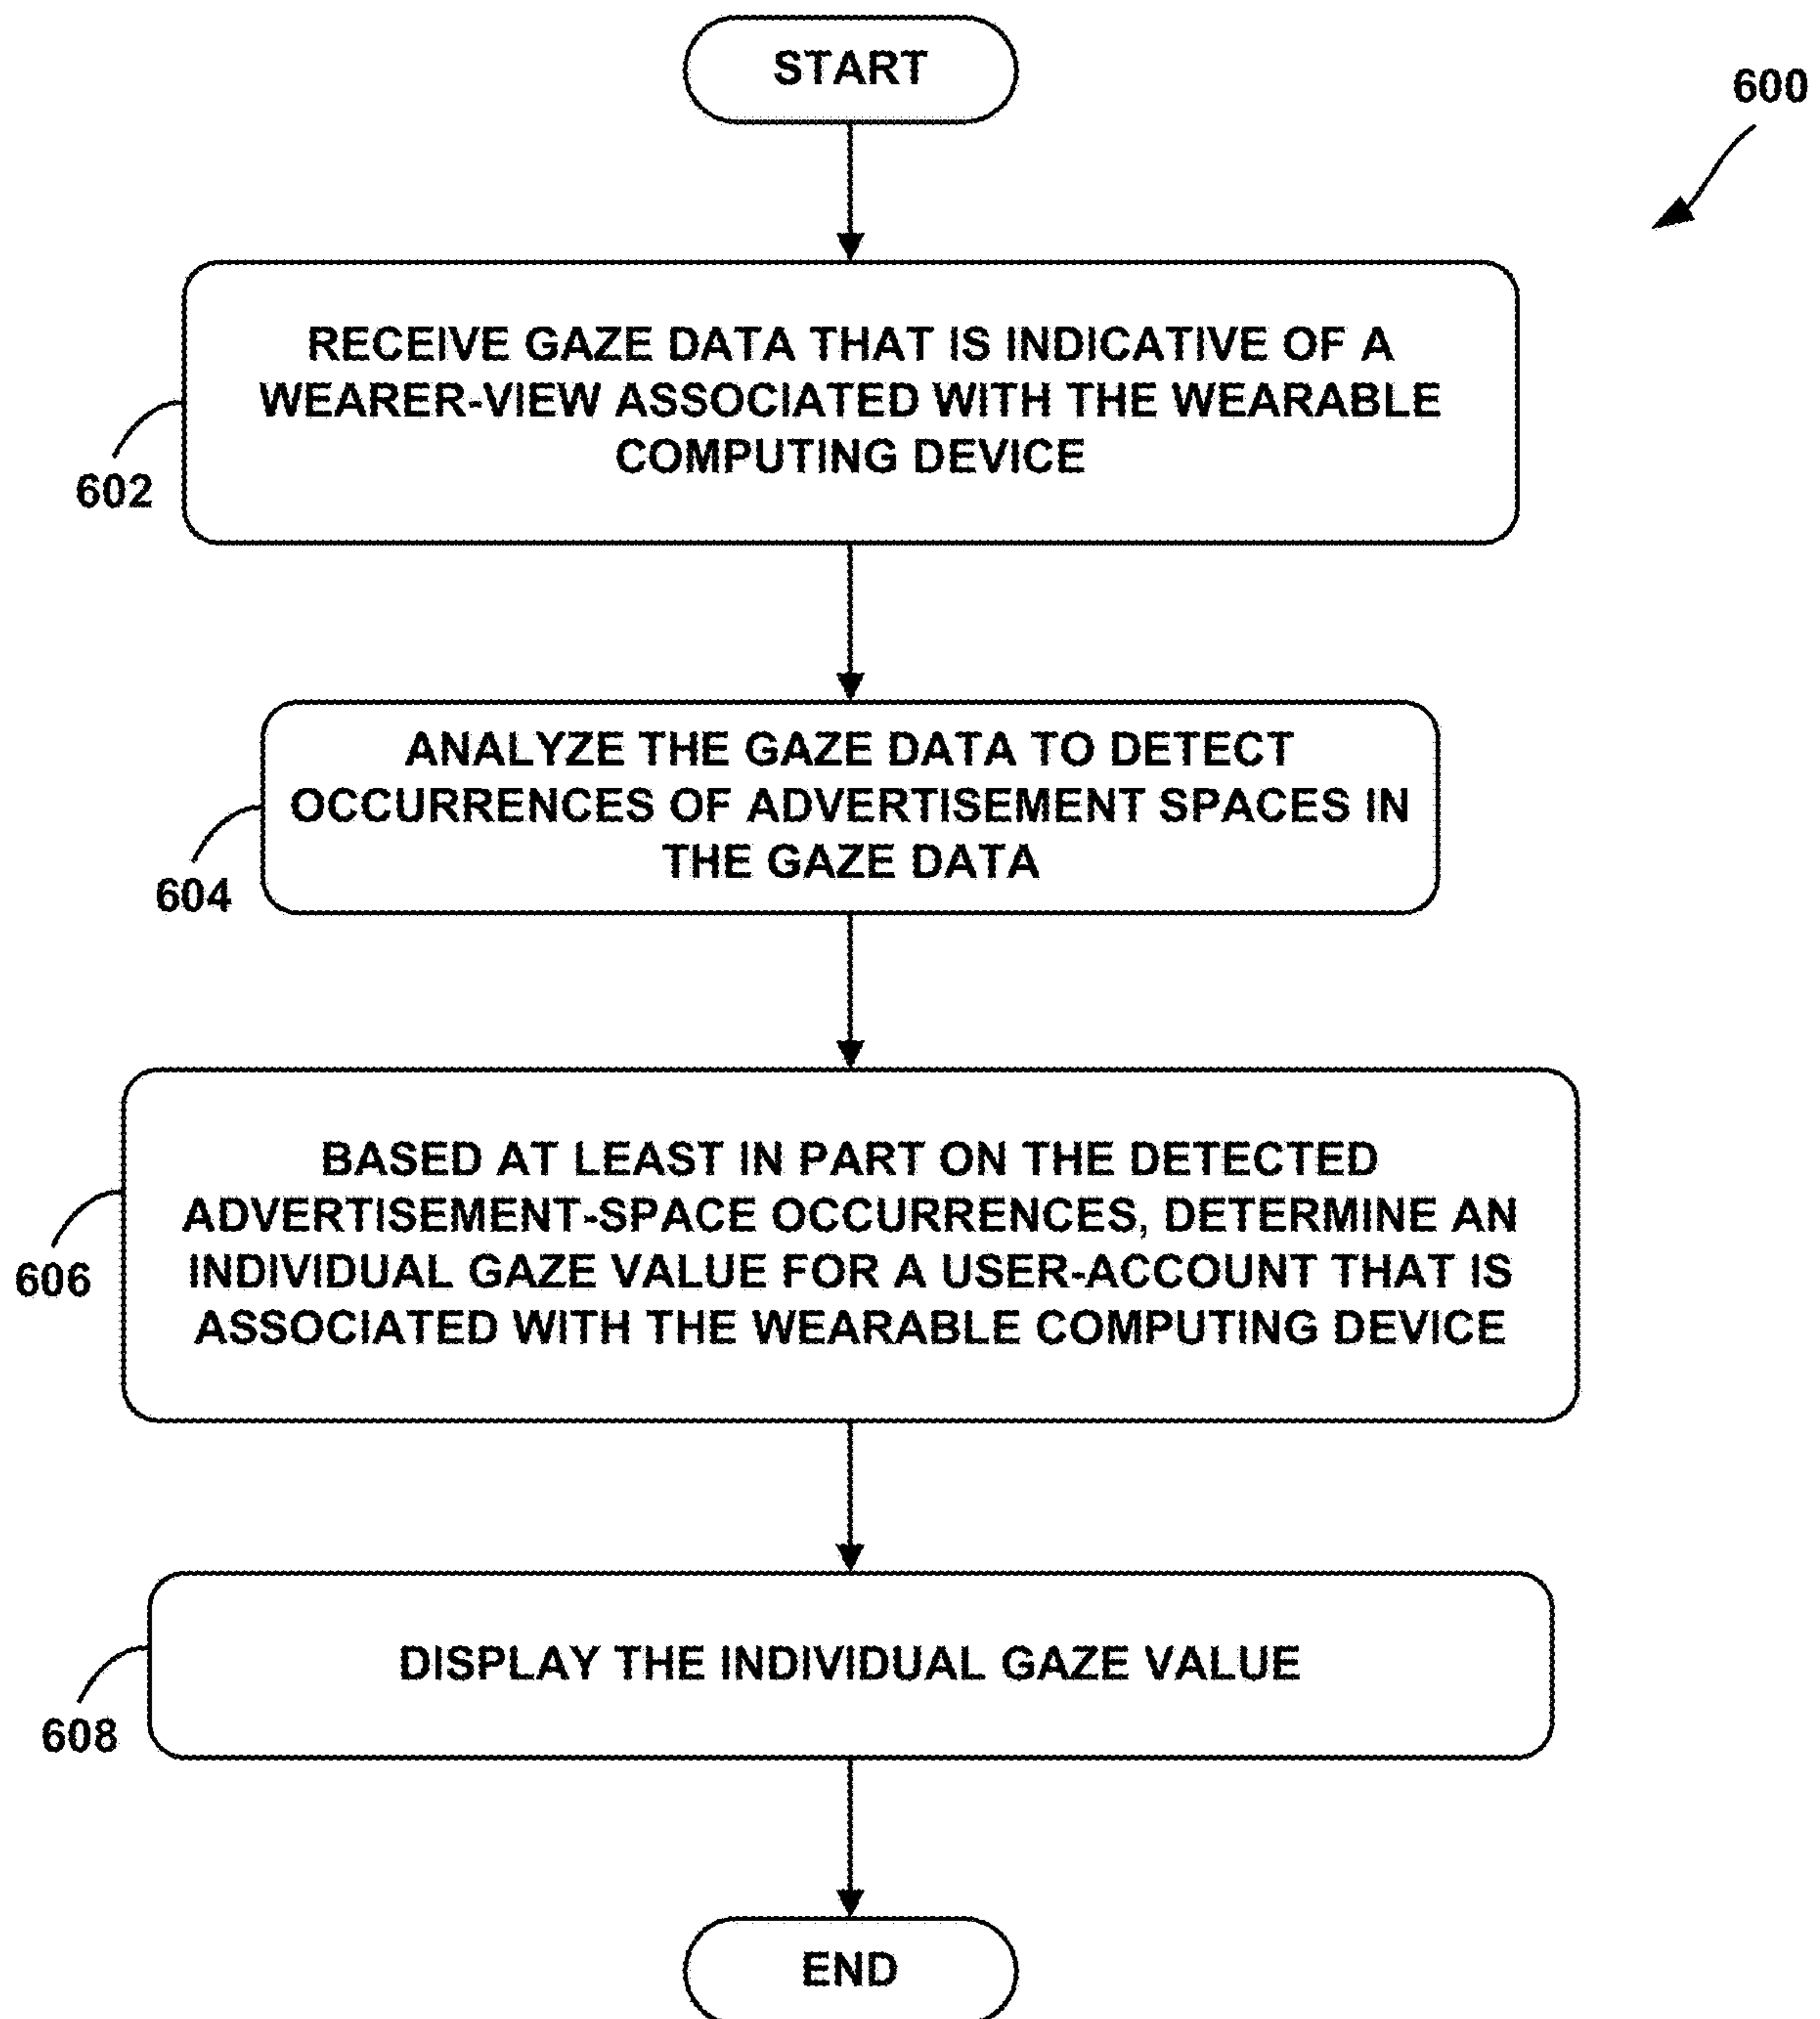 START
600
RECEIVE GAZE DATA THAT IS INDICATIVE OF A
WEARER-VIEW ASSOCIATED WITH THE WEARABLE
COMPUTING DEVICE
602
ANALYZE THE GAZE DATA TO DETECT
OCCURRENCES OF ADVERTISEMENT SPACES IN
THE GAZE DATA
604
BASED AT LEAST IN PART ON THE DETECTED
ADVERTISEMENT-SPACE OCCURRENCES, DETERMINE AN
INDIVIDUAL GAZE VALUE FOR A USER-ACCOUNT THAT IS
ASSOCIATED WITH THE WEARABLE COMPUTING DEVICE
606
DISPLAY THE INDIVIDUAL GAZE VALUE
608
END